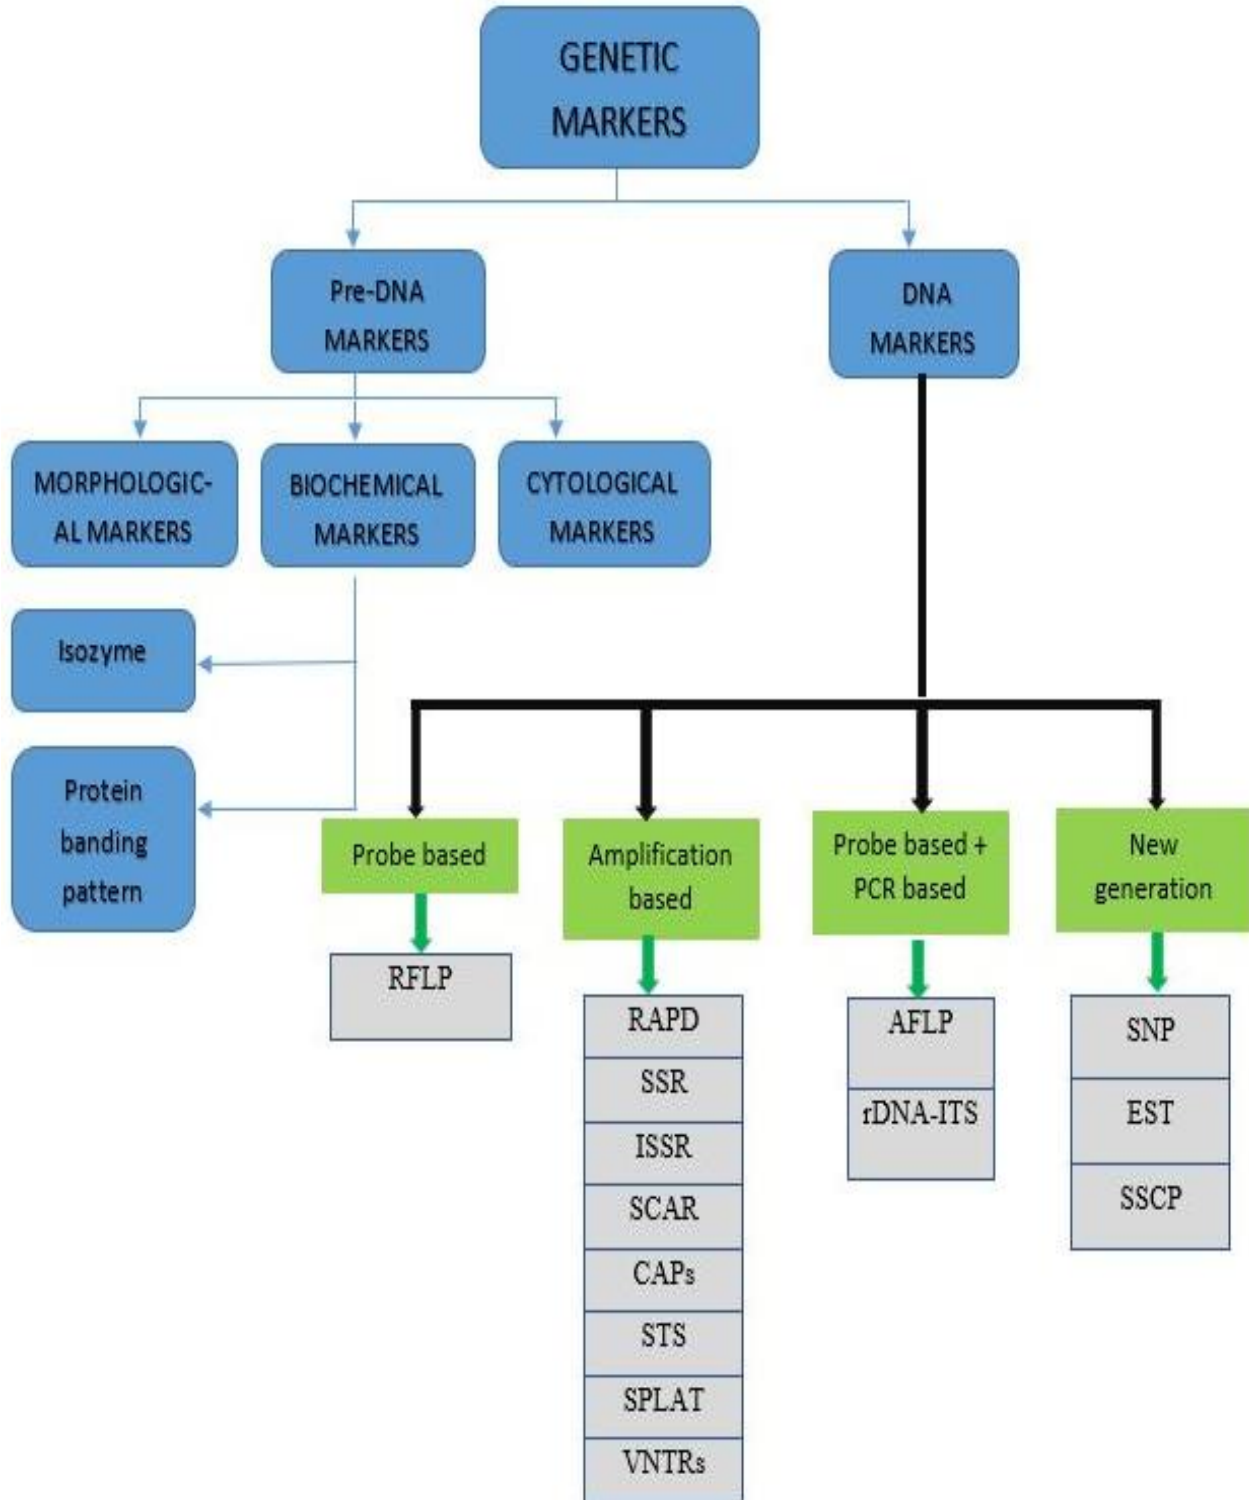 GENETIC
MARKERS
Pre-DNA
MARKERS
DNA
MARKERS
MORPHOLOGIC-
AL MARKERS
BIOCHEMICAL
MARKERS
CYTOLOGICAL
MARKERS
Isozyme
Protein
banding
pattern
Probe based
Amplification
based
Probe based +
PCR based
New
generation
RFLP
RAPD
SSR
ISSR
SCAR
CAPs
STS
SPLAT
VNTRs
AFLP
rDNA-ITS
SNP
EST
SSCP